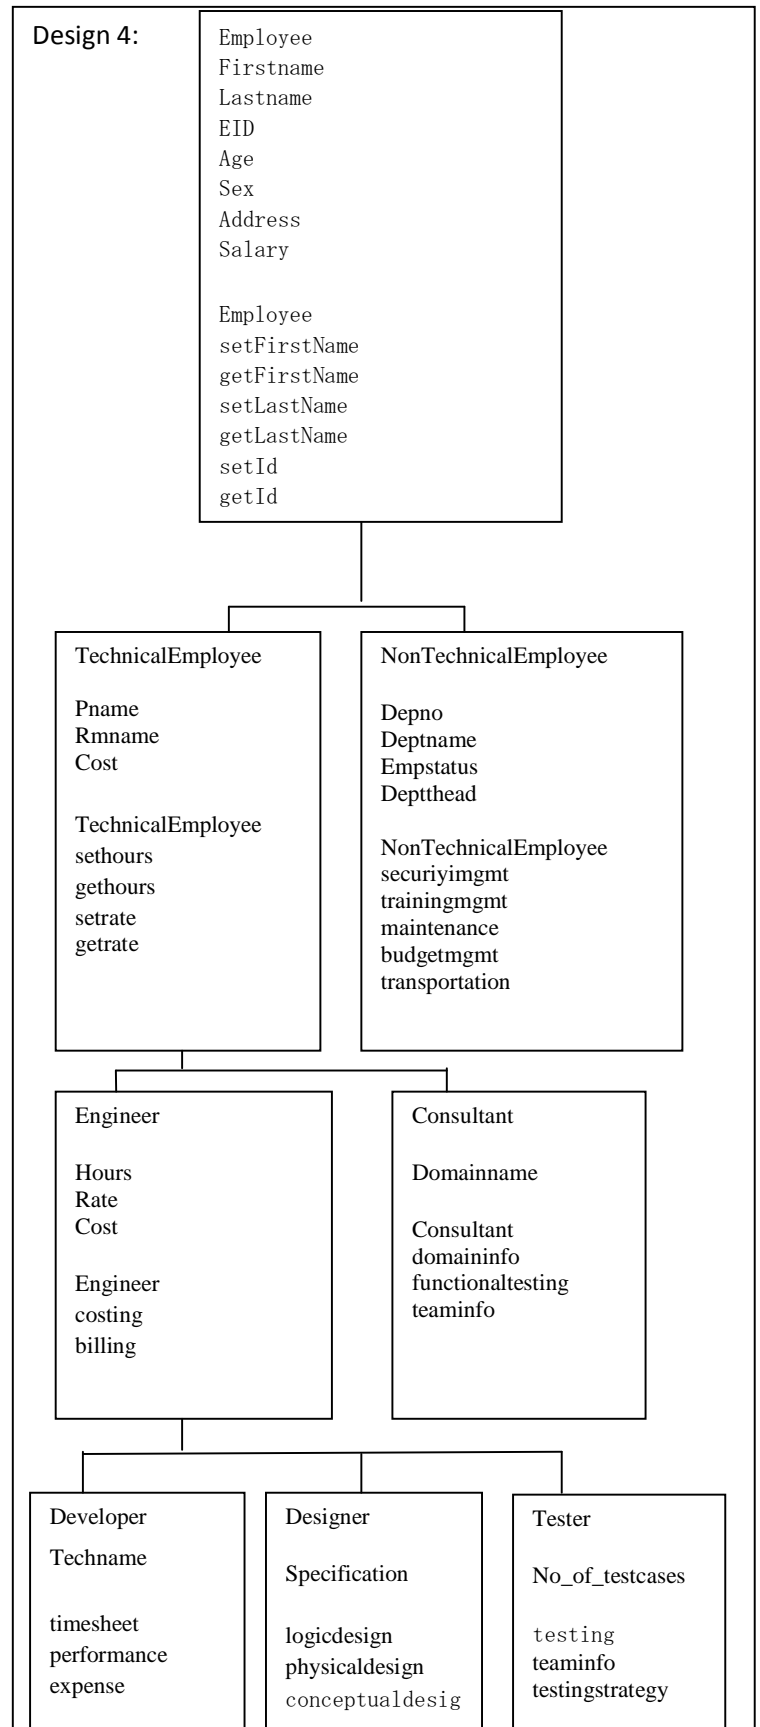 Design 4:
Employee
Firstname
Lastname
EID
Age
Sex
Address
Salary
Employee
setFirstName
getFirstName
setLastName
getLastName
setId
getId
TechnicalEmployee
Pname
Rmname
Cost
TechnicalEmployee
sethours
gethours
setrate
getrate
NonTechnicalEmployee
Depno
Deptname
Empstatus
Deptthead
NonTechnicalEmployee
securiyimgmt
trainingmgmt
maintenance
budgetmgmt
transportation
Engineer
Hours
Rate
Cost
Engineer
costing
billing
Consultant
Domainname
Consultant
domaininfo
functionaltesting
teaminfo
Developer
Techname
timesheet
performance
expense
Designer
Specification
logicdesign
physicaldesign
conceptualdesig
Tester
No_of_testcases
testing
teaminfo
testingstrategy